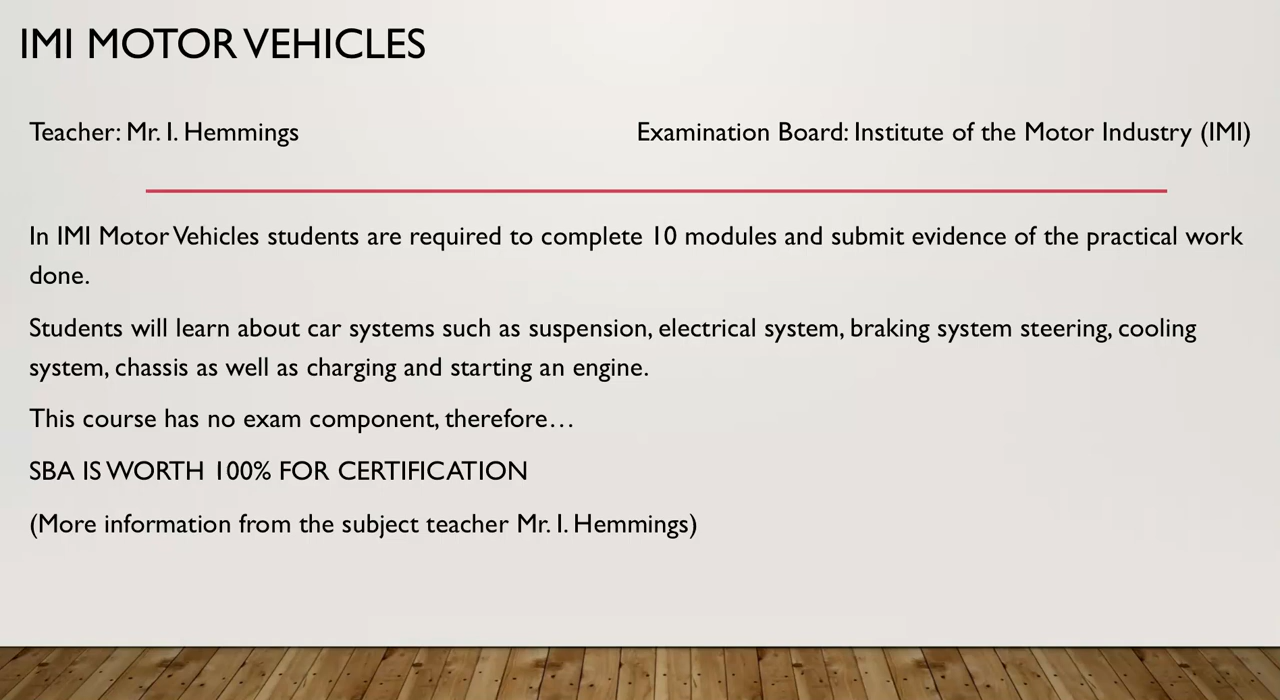 IMI MOTOR VEHICLES
Teacher: Mr. I. Hemmings
Examination Board: Institute of the Motor Industry (IMI)
In IMI Motor Vehicles students are required to complete 10 modules and submit evidence of the practical work
done.
Students will learn about car systems such as suspension, electrical system, braking system steering, cooling
system, chassis as well as charging and starting an engine.
This course has no exam component, therefore…
SBA IS WORTH 100% FOR CERTIFICATION
(More information from the subject teacher Mr. I. Hemmings)